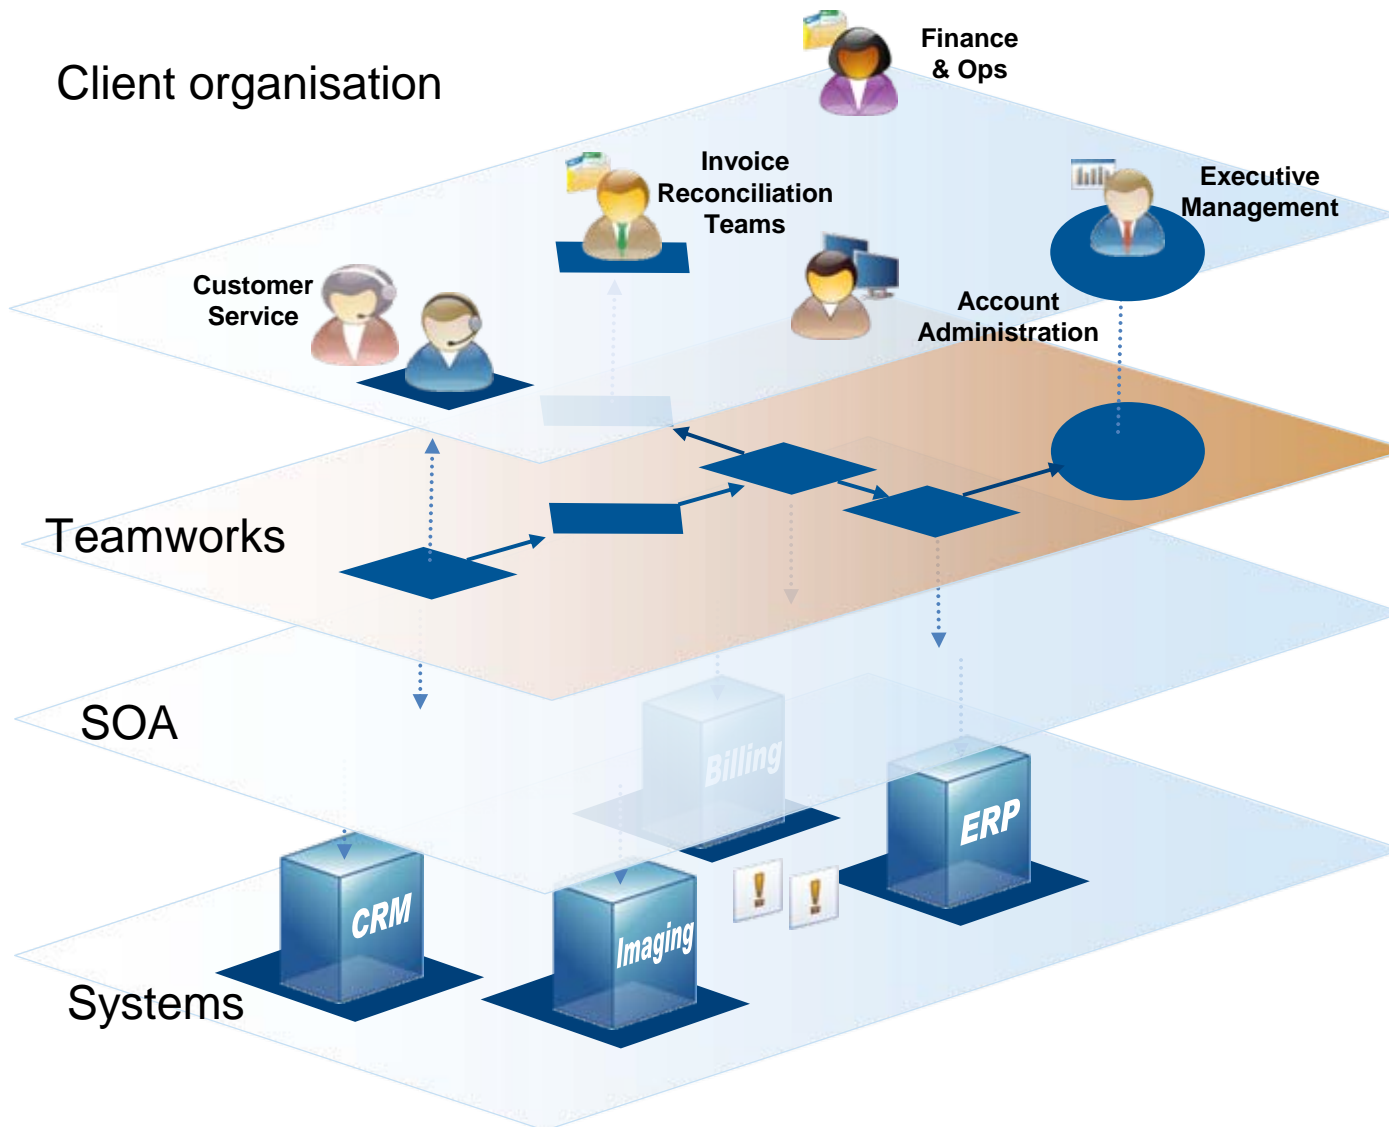 Client organisation
Finance
& Ops
Invoice
Reconciliation
Teams
Executive
Management
Customer
Service
Account
Administration
Teamworks
SOA
Billing
ERP
CRM
Imaging
Systems